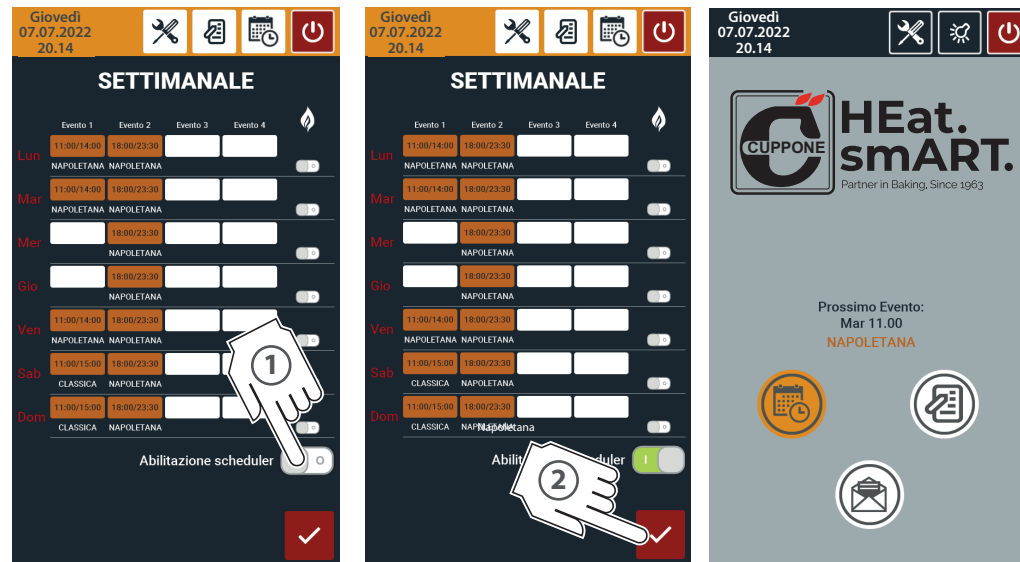 Giovedì
07.07.2022
20.14
SETTIMANALE
Evento 1 Evento 2 Evento 3 Evento 4
Lun 11:00/14:00 18:00/23:30
NAPOLETANA NAPOLETANA
Mar 11:00/14:00 18:00/23:30
NAPOLETANA NAPOLETANA
Mer 18:00/23:30
NAPOLETANA
Gio 18:00/23:30
NAPOLETANA
Ven 11:00/14:00 18:00/23:30
NAPOLETANA NAPOLETANA
Sab 11:00/15:00 18:00/23:30
CLASSICA NAPOLETANA
Dom 11:00/15:00 18:00/23:30
CLASSICA NAPOLETANA
Abilitazione scheduler
1
Giovedì
07.07.2022
20.14
SETTIMANALE
Evento 1 Evento 2 Evento 3 Evento 4
Lun 11:00/14:00 18:00/23:30
NAPOLETANA NAPOLETANA
Mar 11:00/14:00 18:00/23:30
NAPOLETANA NAPOLETANA
Mer 18:00/23:30
NAPOLETANA
Gio 18:00/23:30
NAPOLETANA
Ven 11:00/14:00 18:00/23:30
NAPOLETANA NAPOLETANA
Sab 11:00/15:00 18:00/23:30
CLASSICA NAPOLETANA
Dom 11:00/15:00 18:00/23:30
CLASSICA
Napoletana
2
Giovedì
07.07.2022
20.14
CUPPONE
HEat.
smART.
Partner in Baking, Since 1963
Prossimo Evento:
Mar 11.00
NAPOLETANA